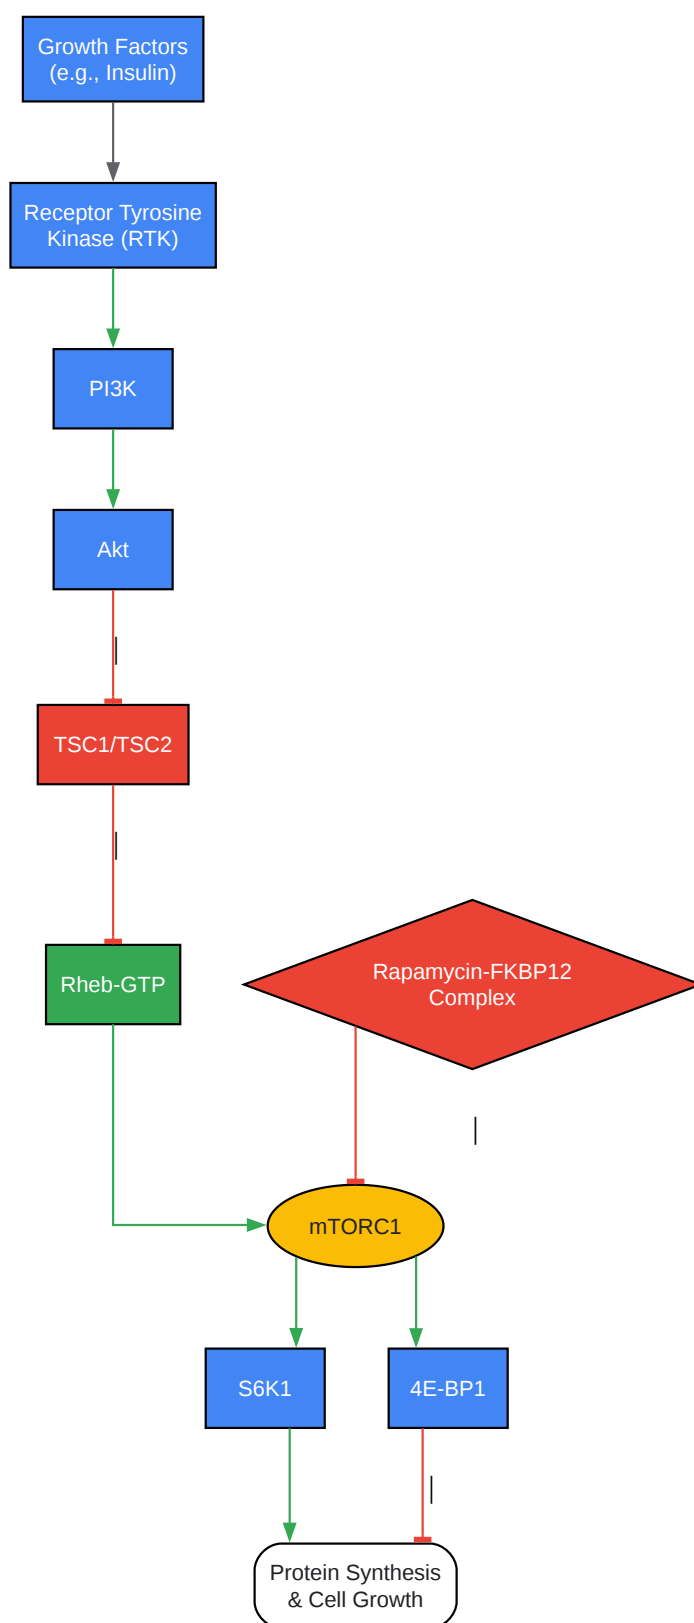 Growth Factors
(e.g., Insulin)
Receptor Tyrosine
Kinase (RTK)
PI3K
Akt
|
TSC1/TSC2
|
Rheb-GTP
Rapamycin-FKBP12
Complex
|
mTORC1
S6K1
4E-BP1
|
Protein Synthesis
& Cell Growth